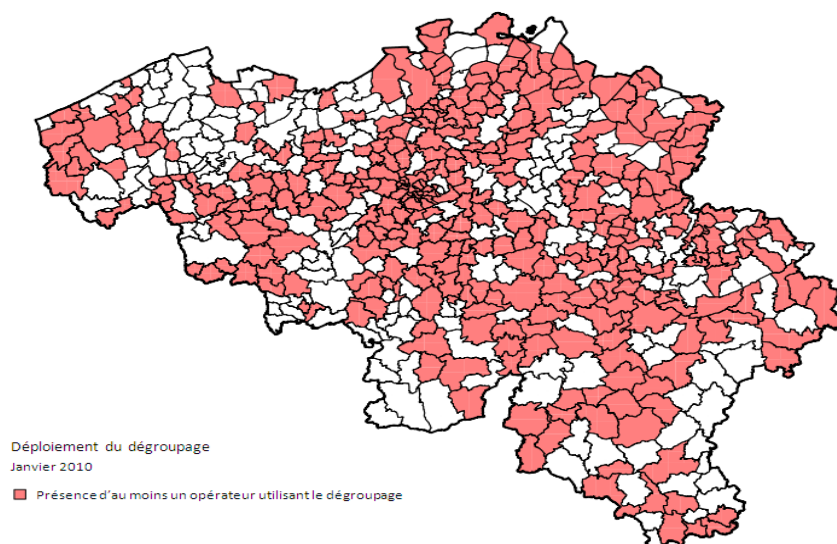 Déploiement du dégroupage
Janvier 2010
Présence d'au moins un opérateur utilisant le dégroupage